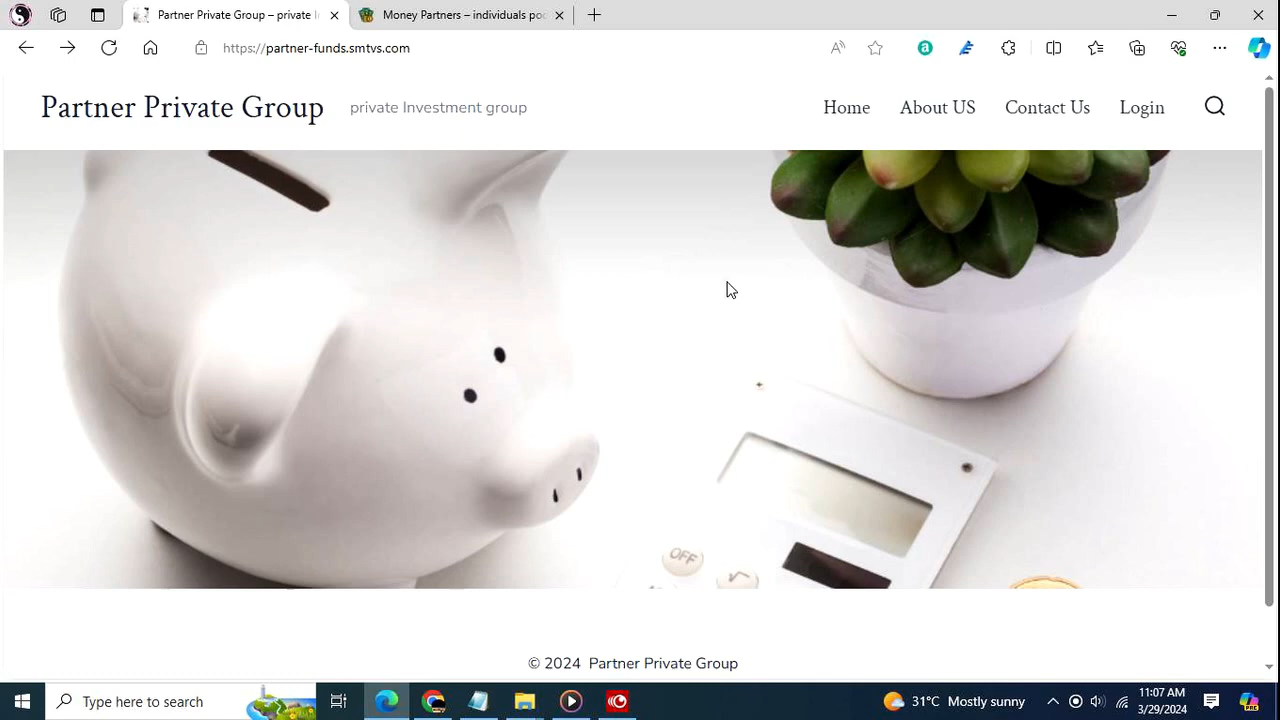 Partner Private Group – private I
Money Partners – individuals poo
https://partner-funds.smtvs.com
Partner Private Group
private Investment group
Home
About US
Contact Us
Login
OFF
√
© 2024 Partner Private Group
Type here to search
31°C Mostly sunny
11:07 AM
3/29/2024
PRE